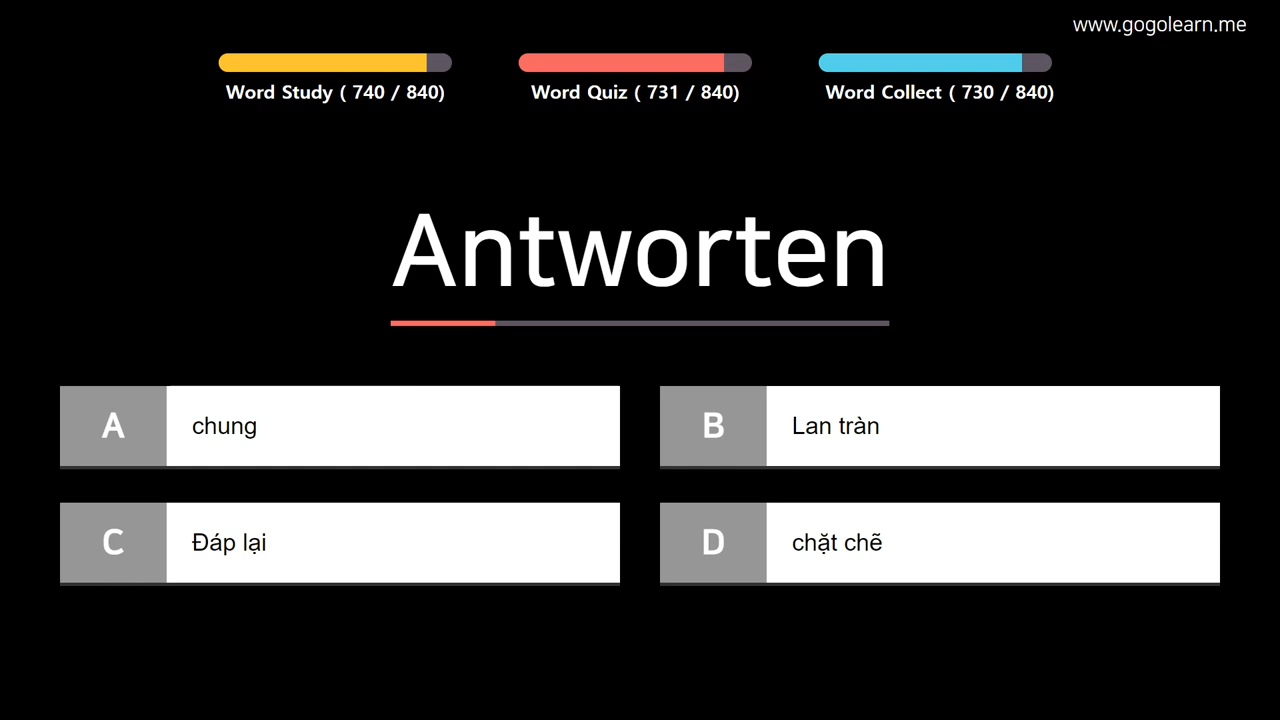 www.gogolearn.me
Word Study ( 740 / 840)
Word Quiz ( 731 / 840)
Word Collect ( 730 / 840)
Antworten
A chung
B Lan tràn
C Đáp lại
D chặt chẽ